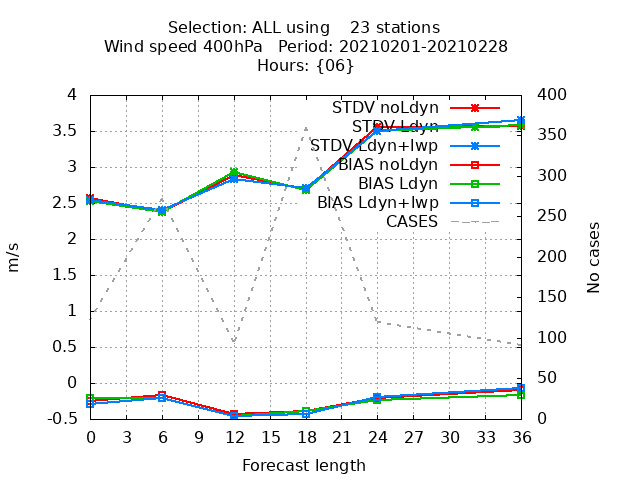 Selection: ALL using    23 stations
Wind speed 400hPa   Period: 20210201-20210228
Hours: {06}
STDV noLdyn
STDV Ldyn
STDV Ldyn+lwp
BIAS noLdyn
BIAS Ldyn
BIAS Ldyn+lwp
CASES
4
3.5
3
2.5
2
1.5
1
0.5
0
-0.5
m/s
400
350
300
250
200
150
100
50
0
No cases
0 3 6 9 12 15 18 21 24 27 30 33 36
Forecast length